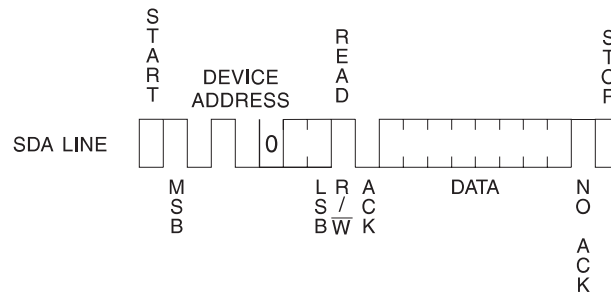 START
READ
STOP
DEVICE
ADDRESS
SDA LINE
0
MSB
LSB
R/W
ACK
DATA
NO ACK